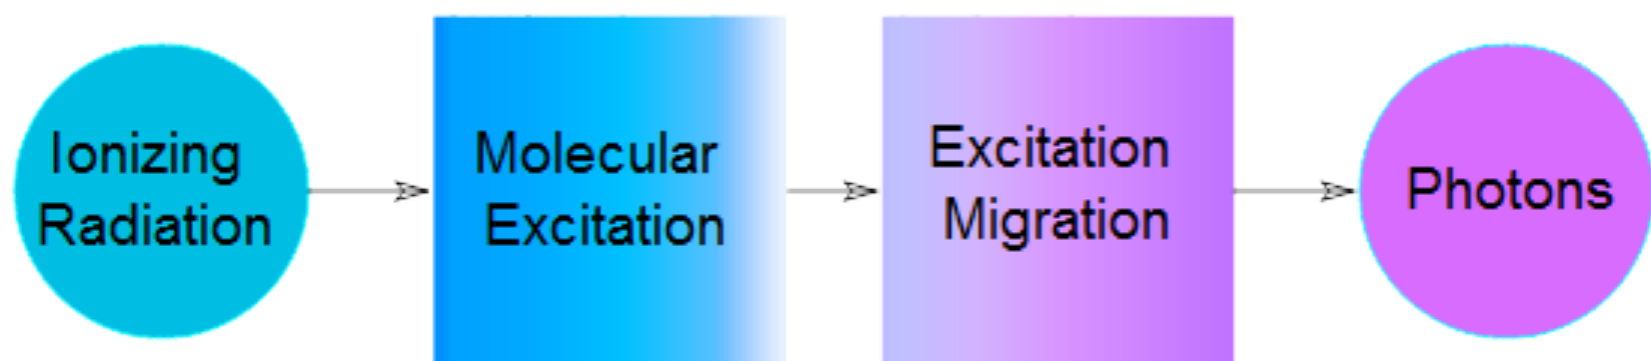 Ionizing
Radiation
Molecular
Excitation
Excitation
Migration
Photons